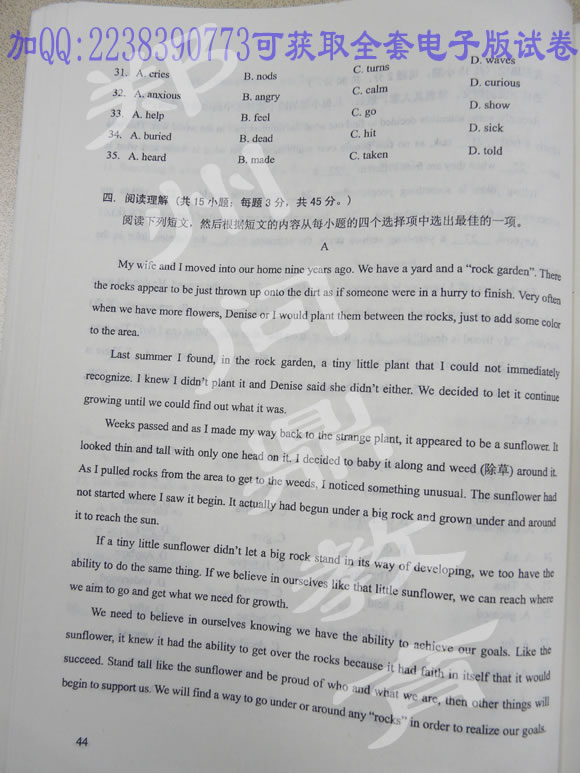 加QQ:2238390773可获取全套电子版试卷
31. A. cries B. nods C. turns D. waves
32. A. anxious B. angry C. calm D. curious
33. A. help B. feel C. go D. show
34. A. buried B. dead C. hit D. sick
35. A. heard B. made C. taken D. told
四. 阅读理解（共15小题；每题3分，共45分。）
阅读下列短文，然后根据短文的内容从每小题的四个选择项中选出最佳的一项。
A
My wife and I moved into our home nine years ago. We have a yard and a “rock garden”. There
the rocks appear to be just thrown up onto the dirt as if someone were in a hurry to finish. Very often
when we have more flowers, Denise or I would plant them between the rocks, just to add some color
to the area.
Last summer I found, in the rock garden, a tiny little plant that I could not immediately
recognize. I knew I didn’t plant it and Denise said she didn’t either. We decided to let it continue
growing until we could find out what it was.
Weeks passed and as I made my way back to the strange plant, it appeared to be a sunflower. It
looked thin and tall with only one head on it. I decided to baby it along and weed (除草) around it.
As I pulled rocks from the area to get to the weeds, I noticed something unusual. The sunflower had
not started where I saw it begin. It actually had begun under a big rock and grown under and around
it to reach the sun.
If a tiny little sunflower didn’t let a big rock stand in its way of developing, we too have the
ability to do the same thing. If we believe in ourselves like that little sunflower, we can reach where
we aim to go and get what we need for growth.
We need to believe in ourselves knowing we have the ability to achieve our goals. Like the
sunflower, it knew it had the ability to get over the rocks because it had faith in itself that it would
succeed. Stand tall like the sunflower and be proud of who and what we are, then other things will
begin to support us. We will find a way to go under or around any “rocks” in order to realize our goals.
44
郑州尚鼎教育